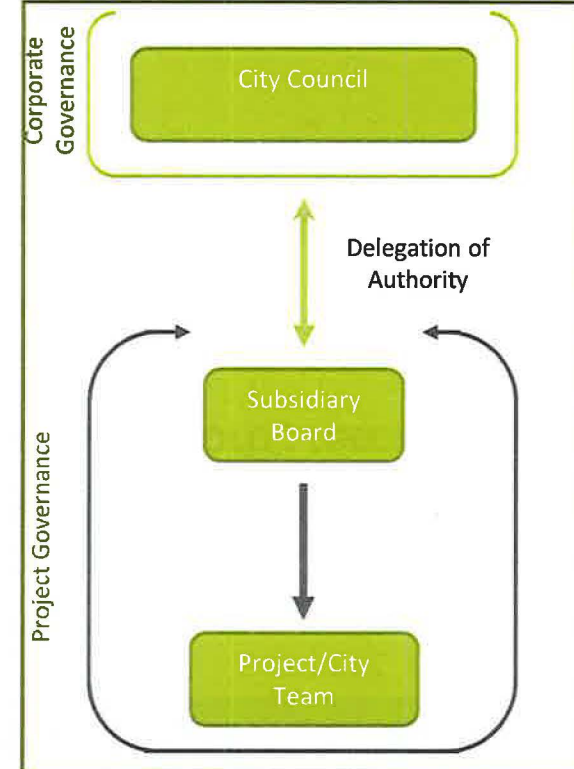 Corporate
Governance
City Council
Delegation of
Authority
Subsidiary
Board
Project Governance
Project/City
Team